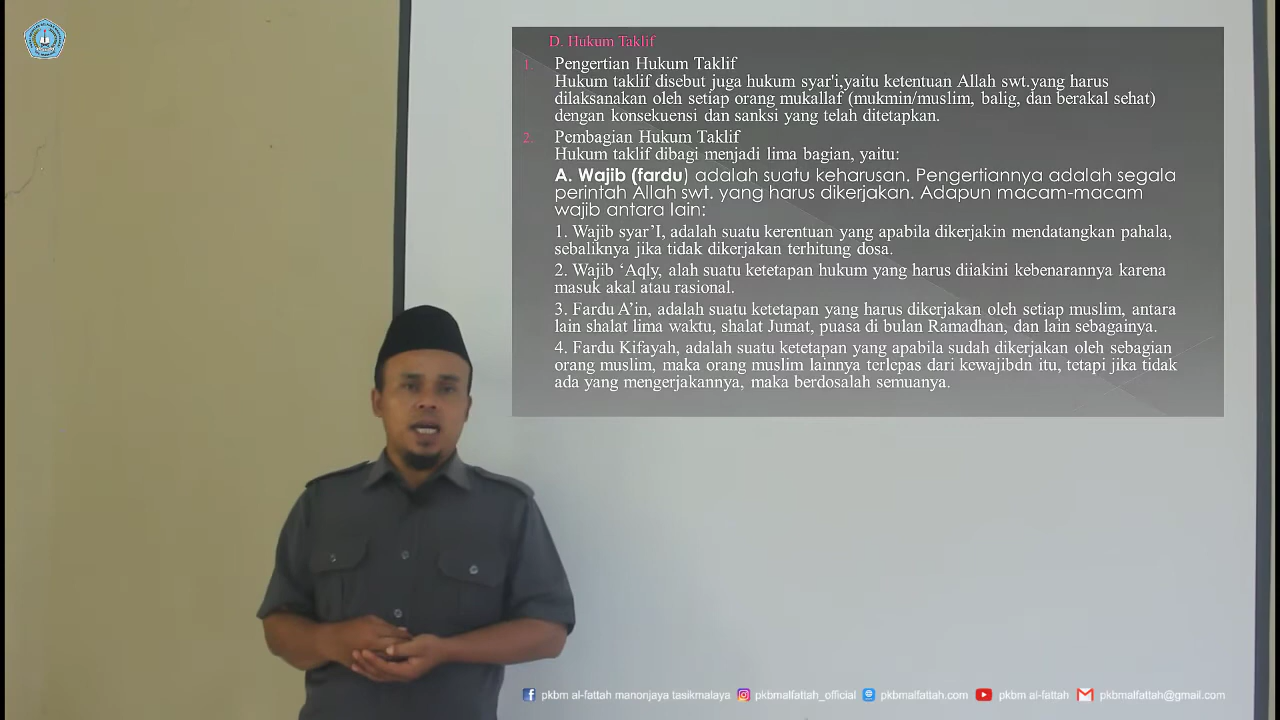 D. Hukum Taklif
1. Pengertian Hukum Taklif
Hukum taklif disebut juga hukum syar'i,yaitu ketentuan Allah swt.yang harus
dilaksanakan oleh setiap orang mukallaf (mukmin/muslim, balig, dan berakal sehat)
dengan konsekuensi dan sanksi yang telah ditetapkan.
2. Pembagian Hukum Taklif
Hukum taklif dibagi menjadi lima bagian, yaitu:
A. Wajib (fardu) adalah suatu keharusan. Pengertiannya adalah segala
perintah Allah swt. yang harus dikerjakan. Adapun macam-macam
wajib antara lain:
1. Wajib syar’I, adalah suatu kerentuan yang apabila dikerjakin mendatangkan pahala,
sebaliknya jika tidak dikerjakan terhitung dosa.
2. Wajib ‘Aqly, alah suatu ketetapan hukum yang harus diiakini kebenarannya karena
masuk akal atau rasional.
3. Fardu A’in, adalah suatu ketetapan yang harus dikerjakan oleh setiap muslim, antara
lain shalat lima waktu, shalat Jumat, puasa di bulan Ramadhan, dan lain sebagainya.
4. Fardu Kifayah, adalah suatu ketetapan yang apabila sudah dikerjakan oleh sebagian
orang muslim, maka orang muslim lainnya terlepas dari kewajibdn itu, tetapi jika tidak
ada yang mengerjakannya, maka berdosalah semuanya.
pkbm al-fattah manonjaya tasikmalaya pkbmalfattah_official pkbmalfattah.com pkbm al-fattah pkbmalfattah@gmail.com